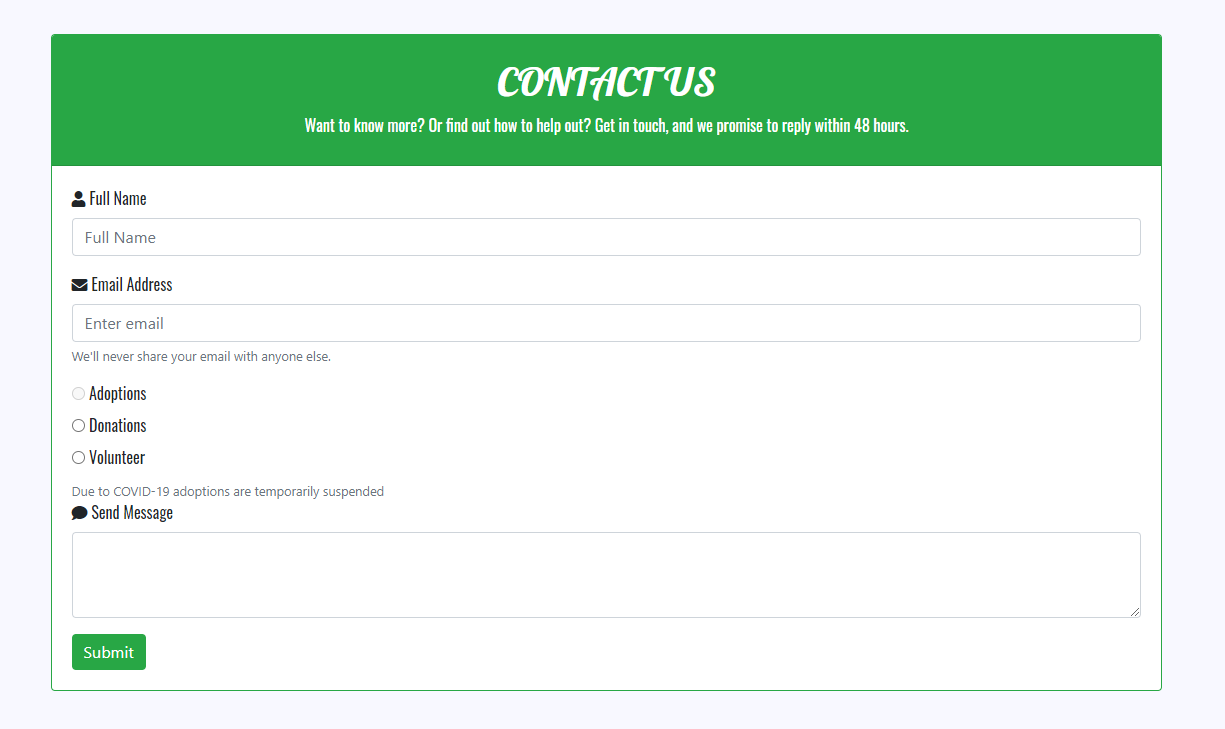 CONTACT US
Want to know more? Or find out how to help out? Get in touch, and we promise to reply within 48 hours.
Full Name
Full Name
Email Address
Enter email
We'll never share your email with anyone else.
Adoptions
Donations
Volunteer
Due to COVID-19 adoptions are temporarily suspended
Send Message
Submit